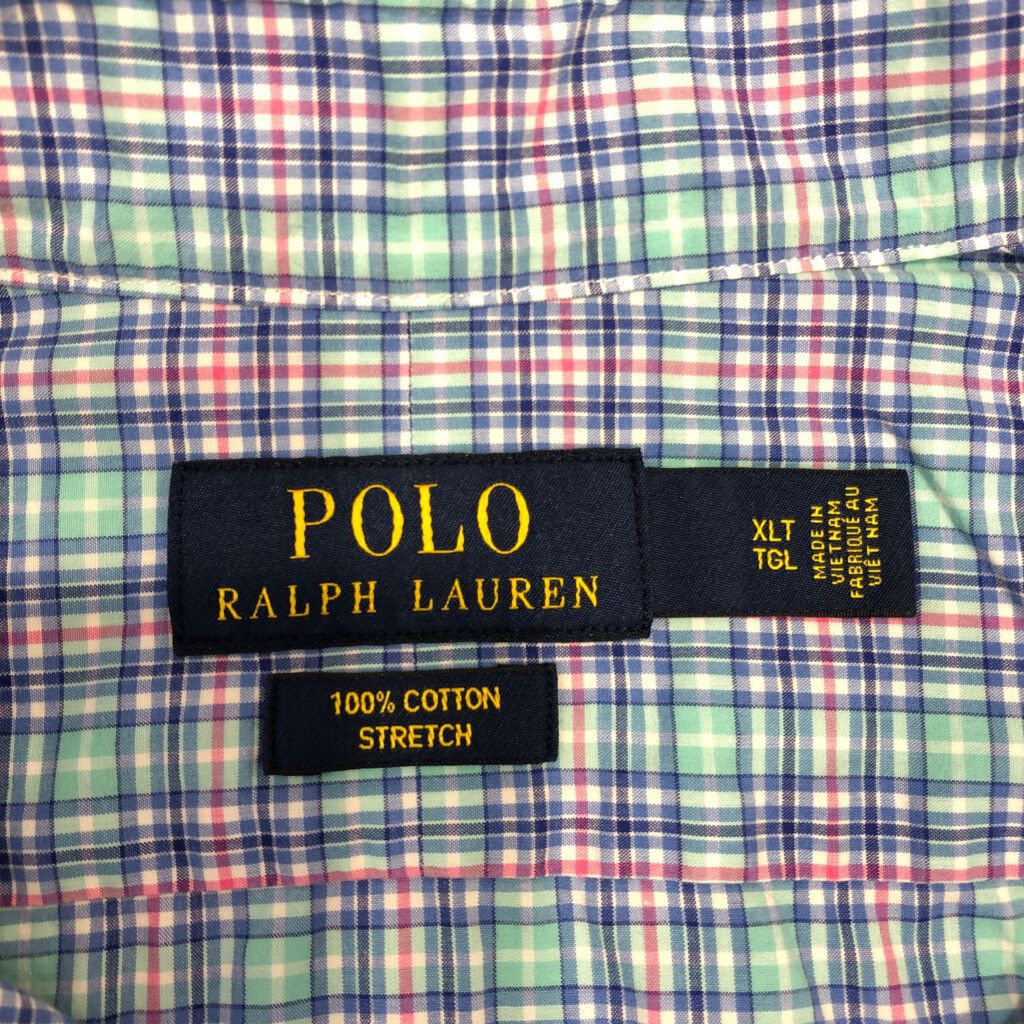 POLO
RALPH LAUREN
XLT
TGL
MADE IN
VIETNAM
FABRIQUÉ AU
VIÊT NAM
100% COTTON
STRETCH